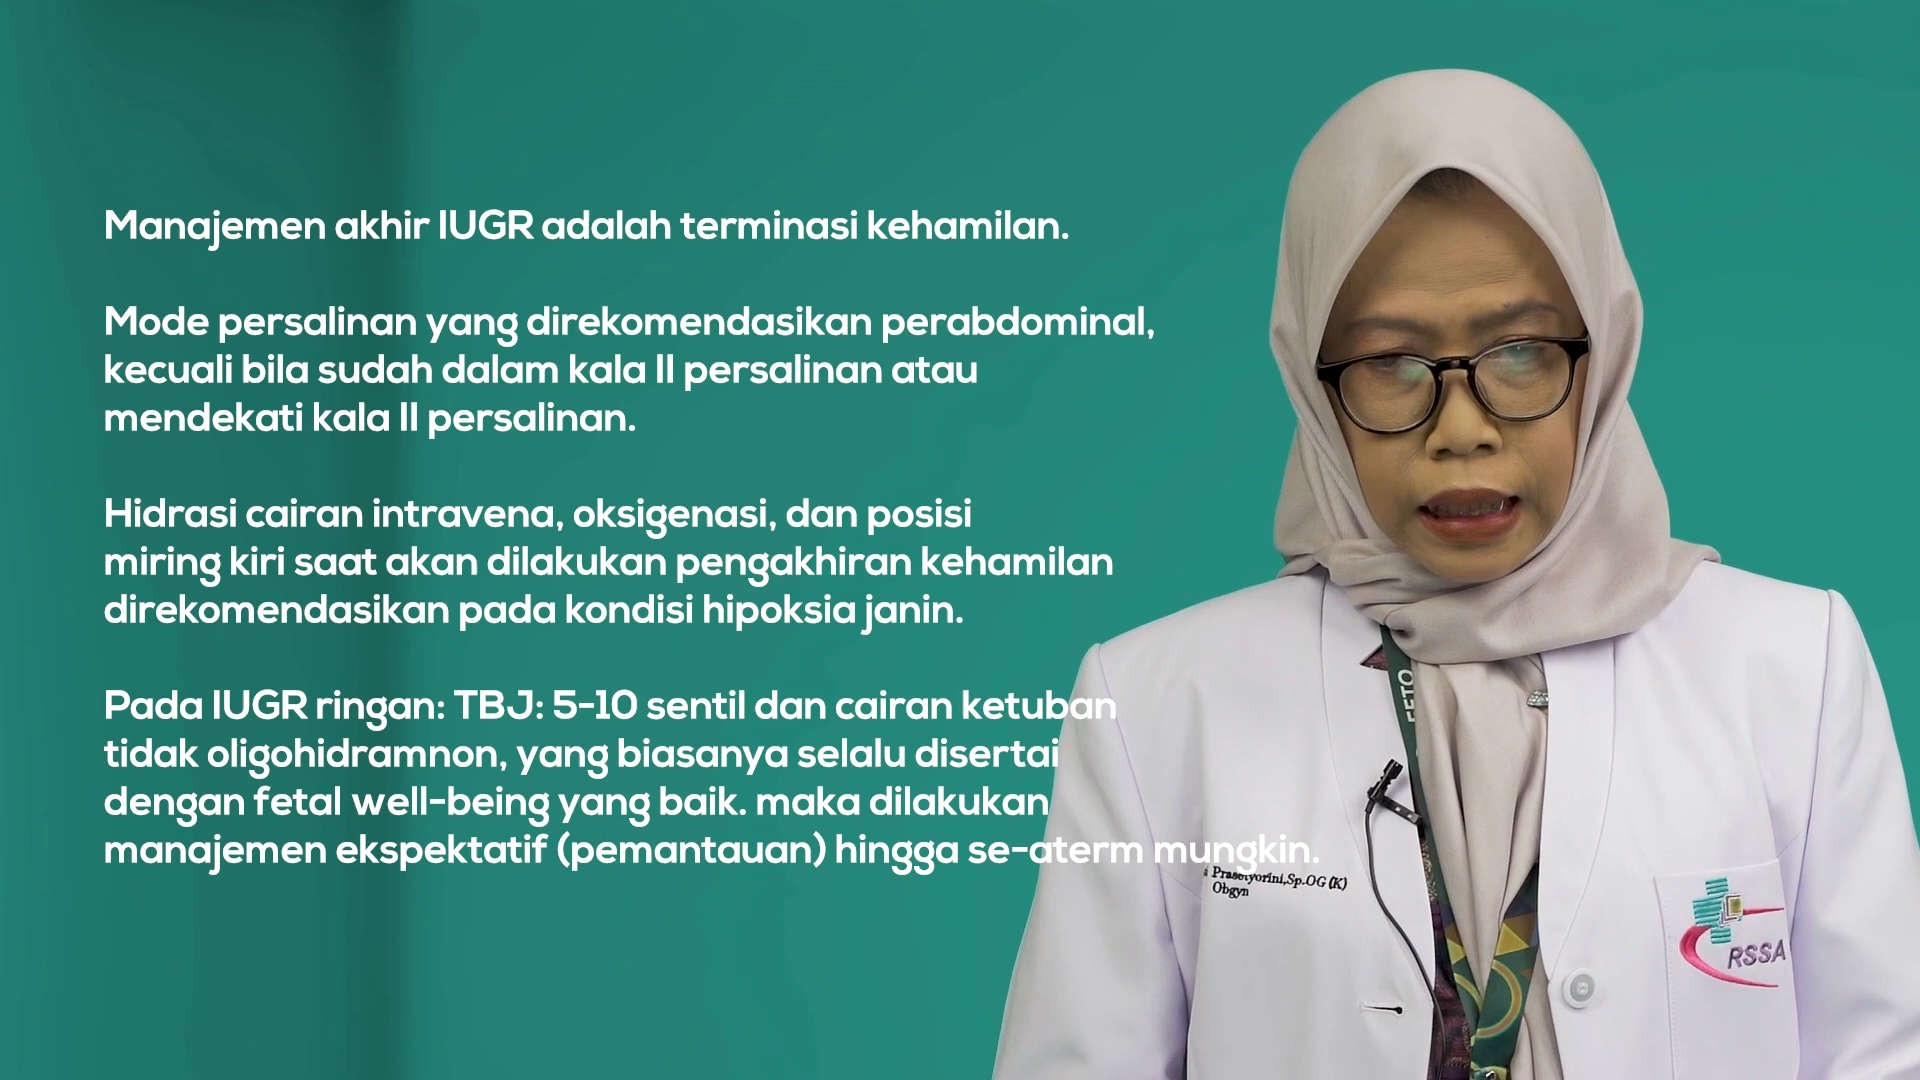 Manajemen akhir IUGR adalah terminasi kehamilan.
Mode persalinan yang direkomendasikan perabdominal,
kecuali bila sudah dalam kala II persalinan atau
mendekati kala II persalinan.
Hidrasi cairan intravena, oksigenasi, dan posisi
miring kiri saat akan dilakukan pengakhiran kehamilan
direkomendasikan pada kondisi hipoksia janin.
Pada IUGR ringan: TBJ: 5-10 sentil dan cairan ketuban
tidak oligohidramnon, yang biasanya selalu disertai
dengan fetal well-being yang baik. maka dilakukan
manajemen ekspektatif (pemantauan) hingga se-aterm mungkin.
Prasetyorini,Sp.OG (K)
Obgyn
RSSA